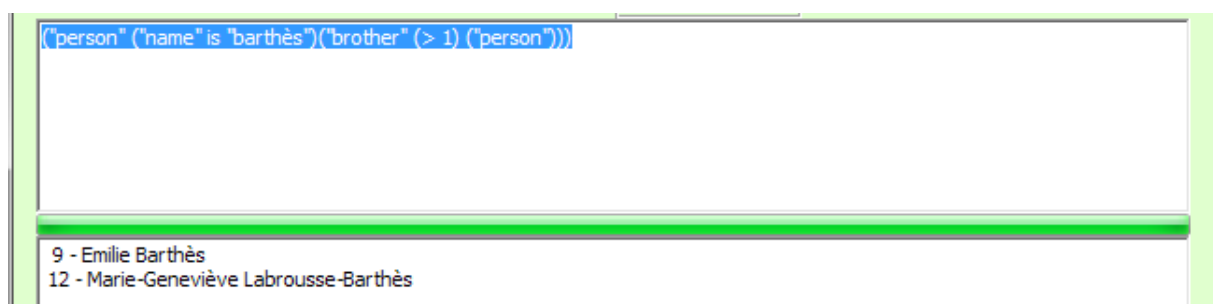 ("person" ("name" is "barthès")("brother" (> 1) ("person")))
9 - Emilie Barthès
12 - Marie-Geneviève Labrousse-Barthès